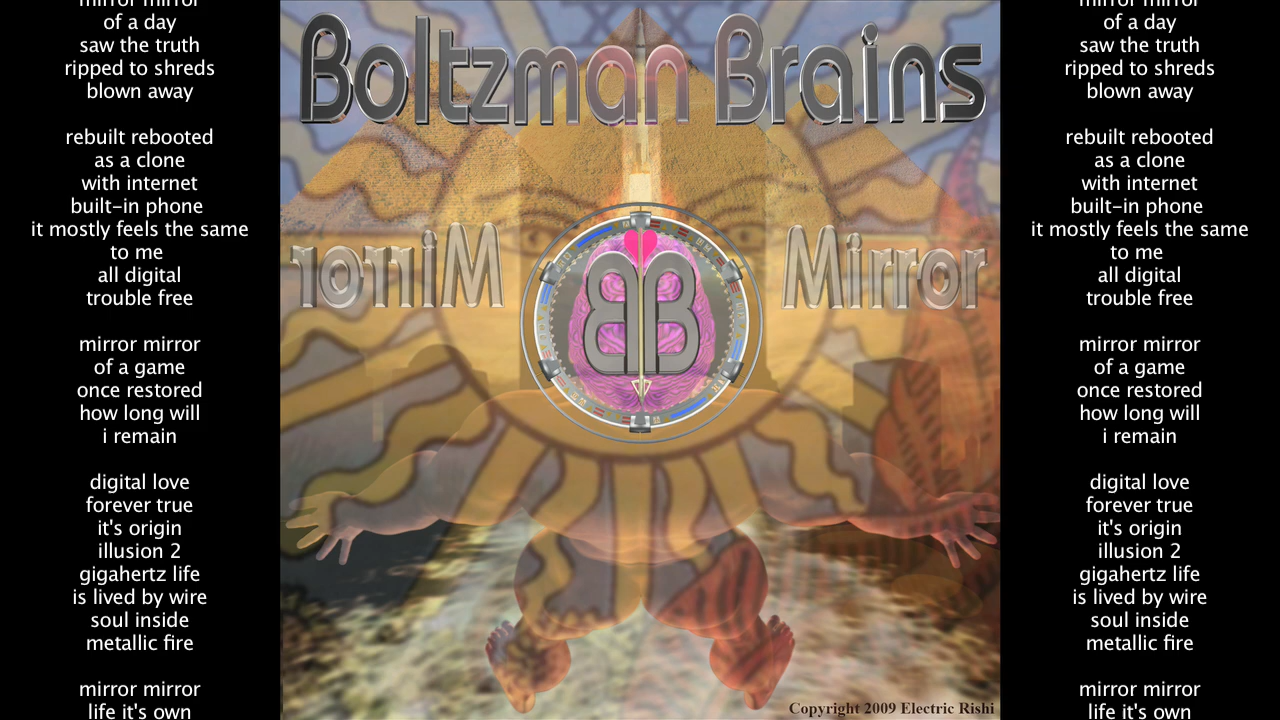 mirror mirror
of a day
saw the truth
ripped to shreds
blown away
rebuilt rebooted
as a clone
with internet
built-in phone
it mostly feels the same
to me
all digital
trouble free
mirror mirror
of a game
once restored
how long will
i remain
digital love
forever true
it's origin
illusion 2
gigahertz life
is lived by wire
soul inside
metallic fire
mirror mirror
life it's own
Boltzman Brains
Mirror
Mirror
BB
Copyright 2009 Electric Rishi
mirror mirror
of a day
saw the truth
ripped to shreds
blown away
rebuilt rebooted
as a clone
with internet
built-in phone
it mostly feels the same
to me
all digital
trouble free
mirror mirror
of a game
once restored
how long will
i remain
digital love
forever true
it's origin
illusion 2
gigahertz life
is lived by wire
soul inside
metallic fire
mirror mirror
life it's own